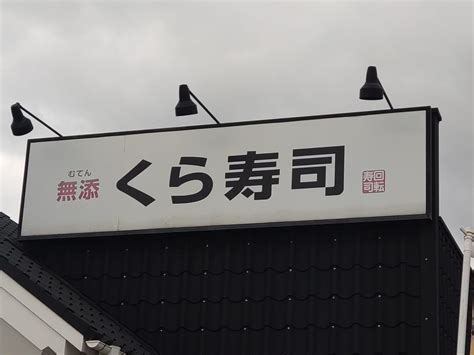 むてん
無添 くら寿司
回転
寿司